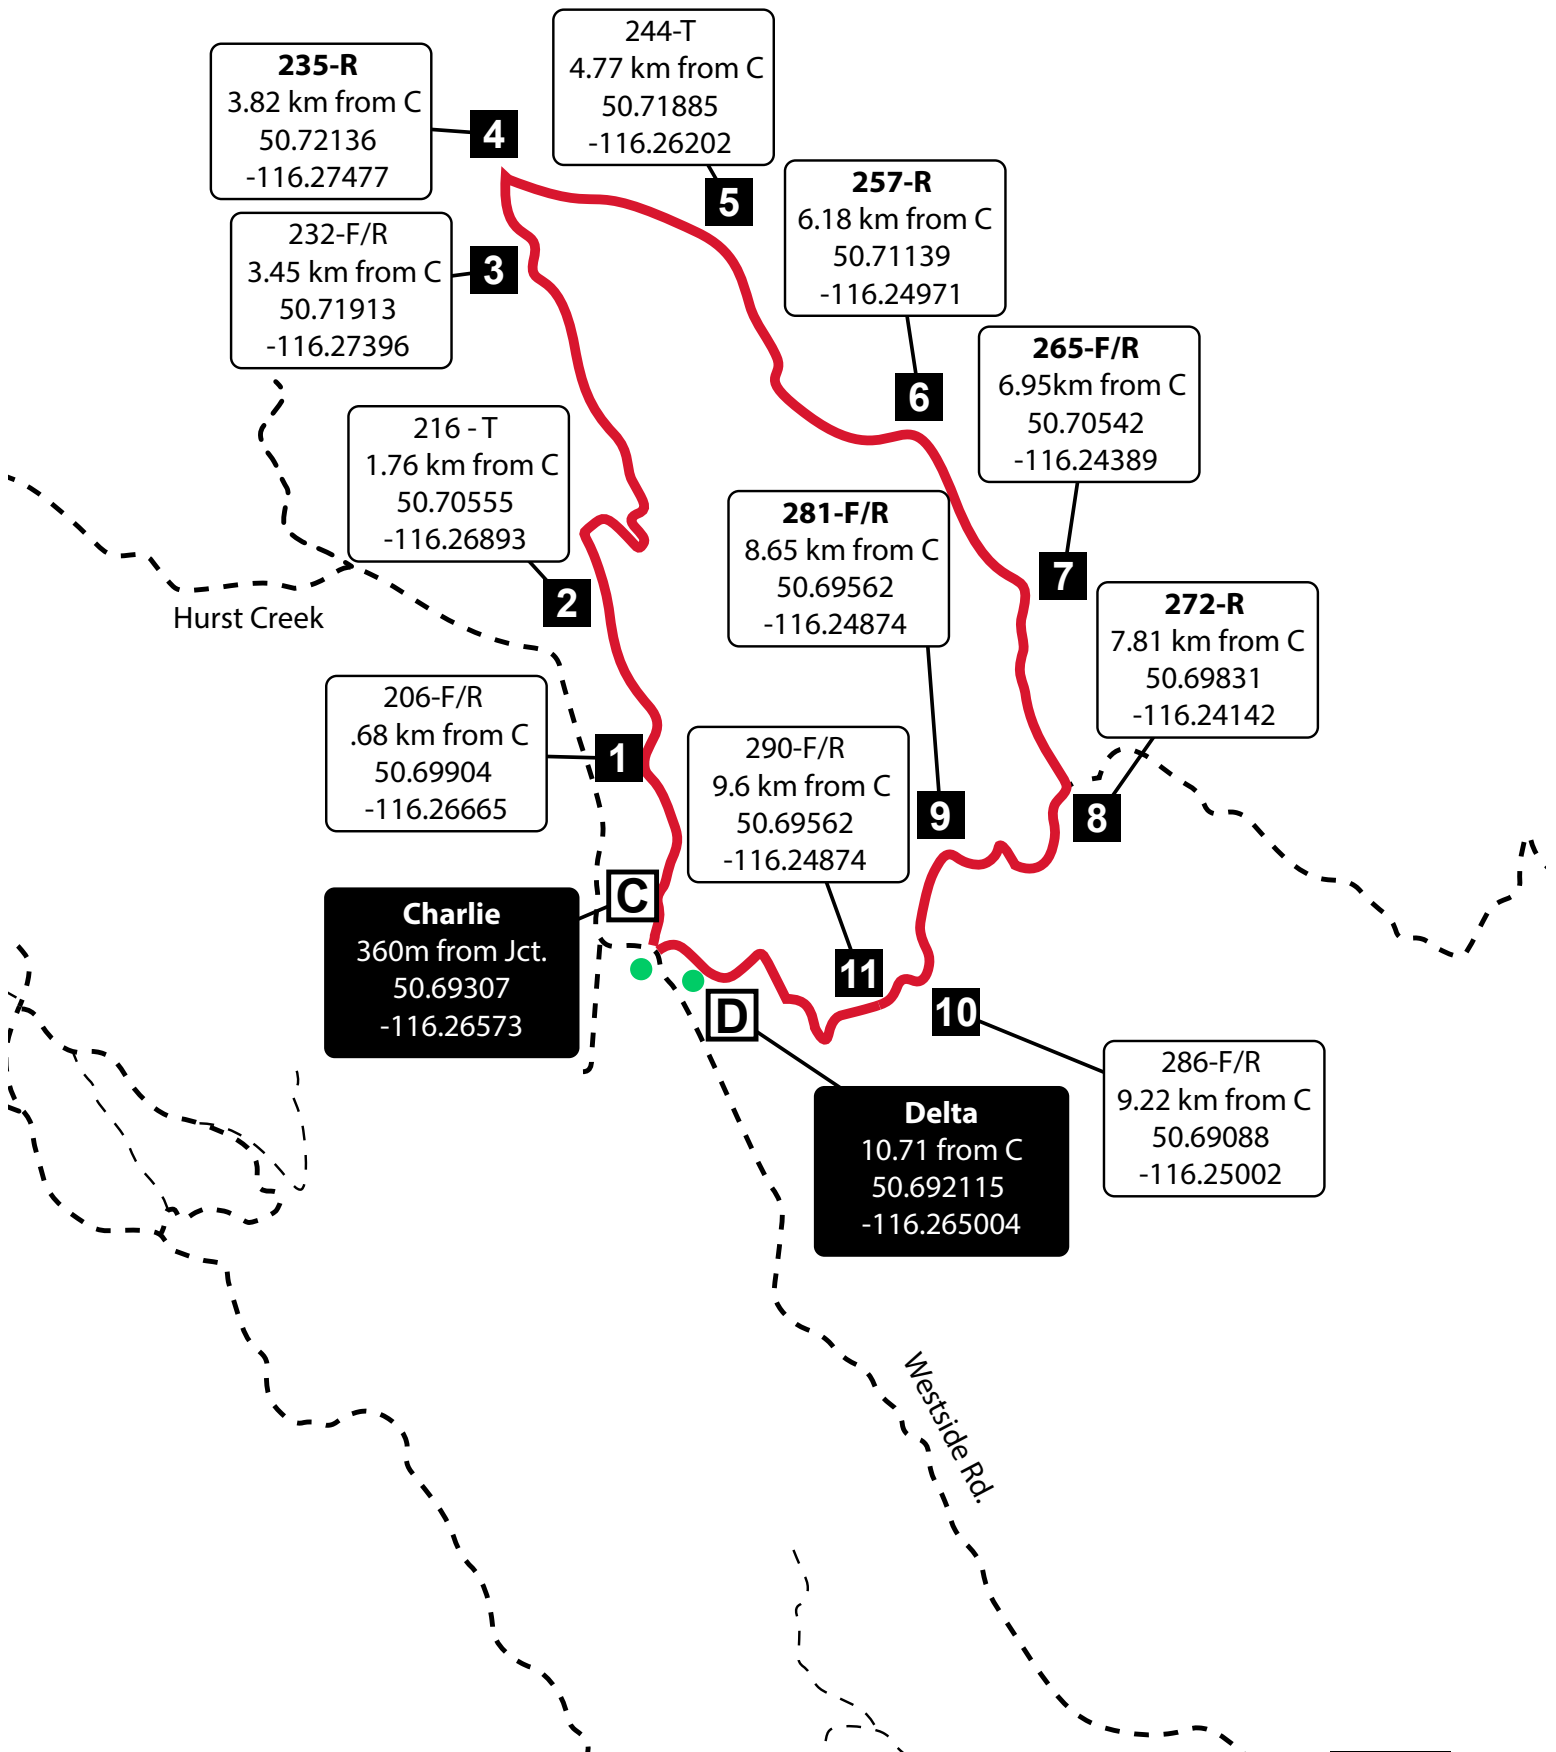 244-T
4.77 km from C
50.71885
-116.26202
235-R
3.82 km from C
50.72136
-116.27477
4
5
257-R
6.18 km from C
50.71139
-116.24971
232-F/R
3.45 km from C
50.71913
-116.27396
3
265-F/R
6.95km from C
50.70542
-116.24389
6
216 - T
1.76 km from C
50.70555
-116.26893
2
281-F/R
8.65 km from C
50.69562
-116.24874
7
272-R
7.81 km from C
50.69831
-116.24142
Hurst Creek
206-F/R
.68 km from C
50.69904
-116.26665
1
290-F/R
9.6 km from C
50.69562
-116.24874
9
8
C
Charlie
360m from Jct.
50.69307
-116.26573
11
10
D
286-F/R
9.22 km from C
50.69088
-116.25002
Delta
10.71 from C
50.692115
-116.265004
Westside Rd.